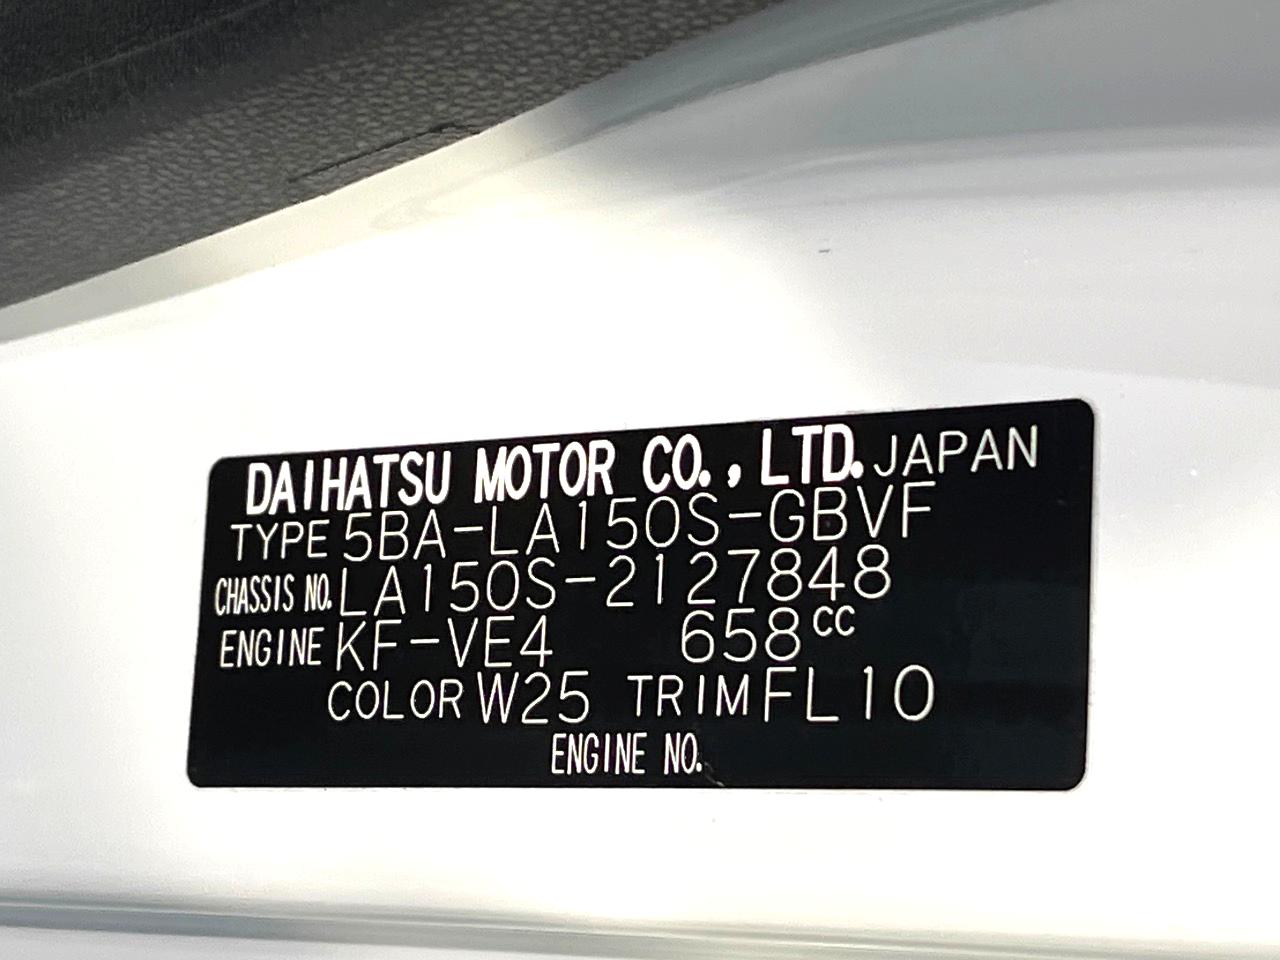 DAIHATSU MOTOR CO., LTD. JAPAN
TYPE 5BA-LA150S-GBVF
CHASSIS NO. LA150S-2127848
ENGINE KF-VE4 658cc
COLOR W25 TRIM FL10
ENGINE NO.